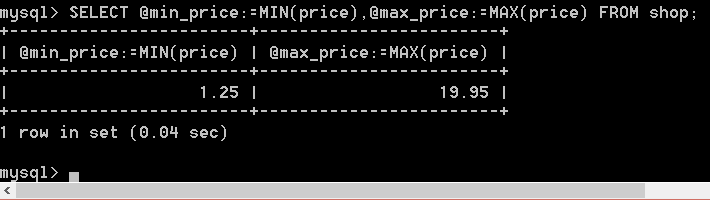 mysql> SELECT @min_price:=MIN(price),@max_price:=MAX(price) FROM shop;
+------------------------+------------------------+
| @min_price:=MIN(price) | @max_price:=MAX(price) |
+------------------------+------------------------+
|                   1.25 |                  19.95 |
+------------------------+------------------------+
1 row in set (0.04 sec)
mysql>